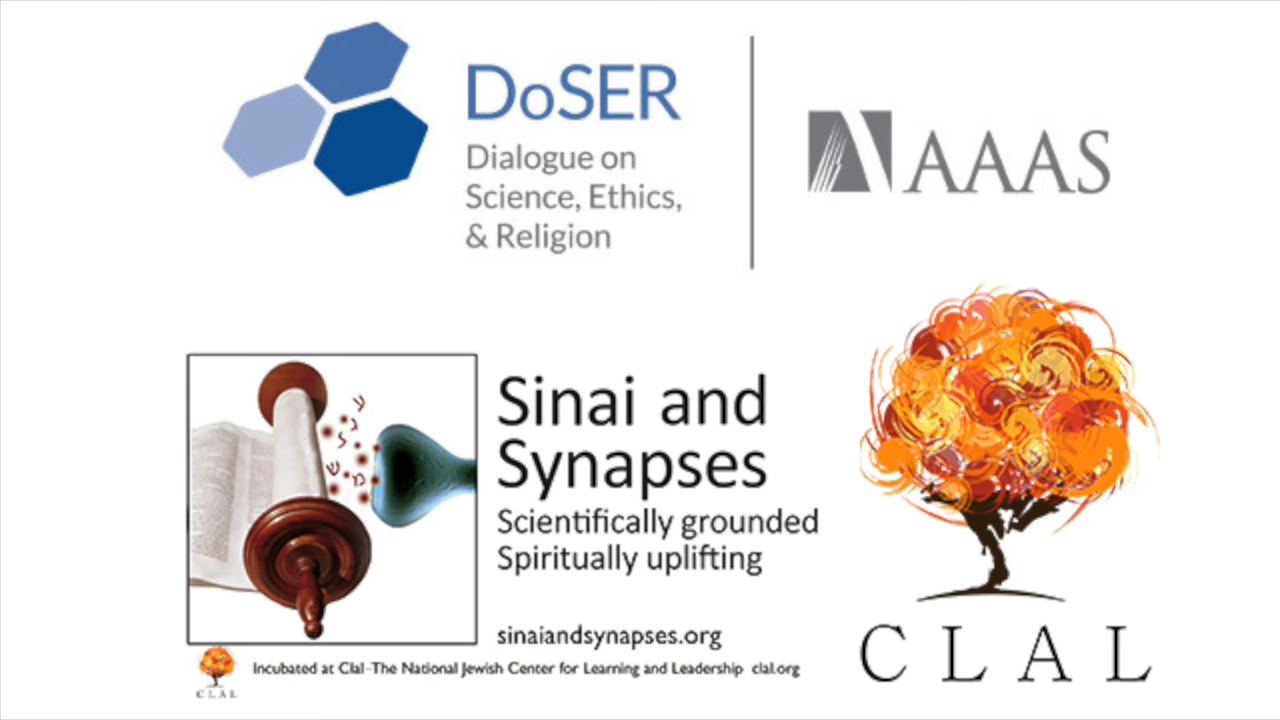 DoSER
Dialogue on
Science, Ethics,
& Religion
AAAS
Sinai and
Synapses
Scientifically grounded
Spiritually uplifting
sinaiandsynapses.org
Incubated at Clal–The National Jewish Center for Learning and Leadership clal.org
CLAL
CLAL